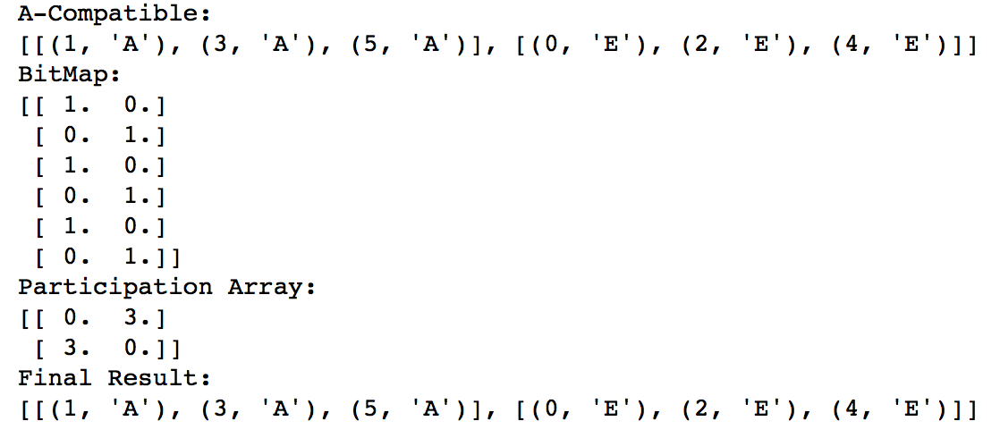 A-Compatible:
[[(1, 'A'), (3, 'A'), (5, 'A')], [(0, 'E'), (2, 'E'), (4, 'E')]]
BitMap:
[[ 1.  0.]
 [ 0.  1.]
 [ 1.  0.]
 [ 0.  1.]
 [ 1.  0.]
 [ 0.  1.]]
Participation Array:
[[ 0.  3.]
 [ 3.  0.]]
Final Result:
[[(1, 'A'), (3, 'A'), (5, 'A')], [(0, 'E'), (2, 'E'), (4, 'E')]]